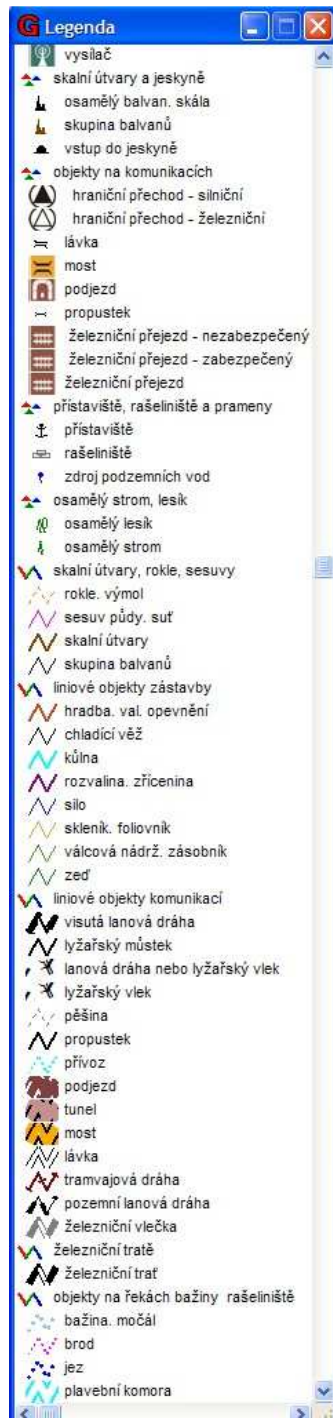 Legenda
vysílač
skalní útvary a jeskyně
osamělý balvan. skála
skupina balvanů
vstup do jeskyně
objekty na komunikacích
hraniční přechod - silniční
hraniční přechod - železniční
lávka
most
podjezd
propustek
železniční přejezd - nezabezpečený
železniční přejezd - zabezpečený
železniční přejezd
přístaviště, rašeliniště a prameny
přístaviště
rašeliniště
zdroj podzemních vod
osamělý strom, lesík
osamělý lesík
osamělý strom
skalní útvary, rokle, sesuvy
rokle. výmol
sesuv půdy. suť
skalní útvary
skupina balvanů
liniové objekty zástavby
hradba. val. opevnění
chladící věž
kůlna
rozvalina. zřícenina
silo
skleník. foliovník
válcová nádrž. zásobník
zeď
liniové objekty komunikací
visutá lanová dráha
lyžařský můstek
lanová dráha nebo lyžařský vlek
lyžařský vlek
pěšina
propustek
přívoz
podjezd
tunel
most
lávka
tramvajová dráha
pozemní lanová dráha
železniční vlečka
železniční tratě
železniční trať
objekty na řekách bažiny rašeliniště
bažina. močál
brod
jez
plavební komora